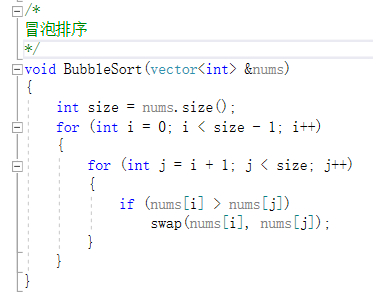 /*
冒泡排序
*/
void BubbleSort(vector<int> &nums)
{
    int size = nums.size();
    for (int i = 0; i < size - 1; i++)
    {
        for (int j = i + 1; j < size; j++)
        {
            if (nums[i] > nums[j])
                swap(nums[i], nums[j]);
        }
    }
}